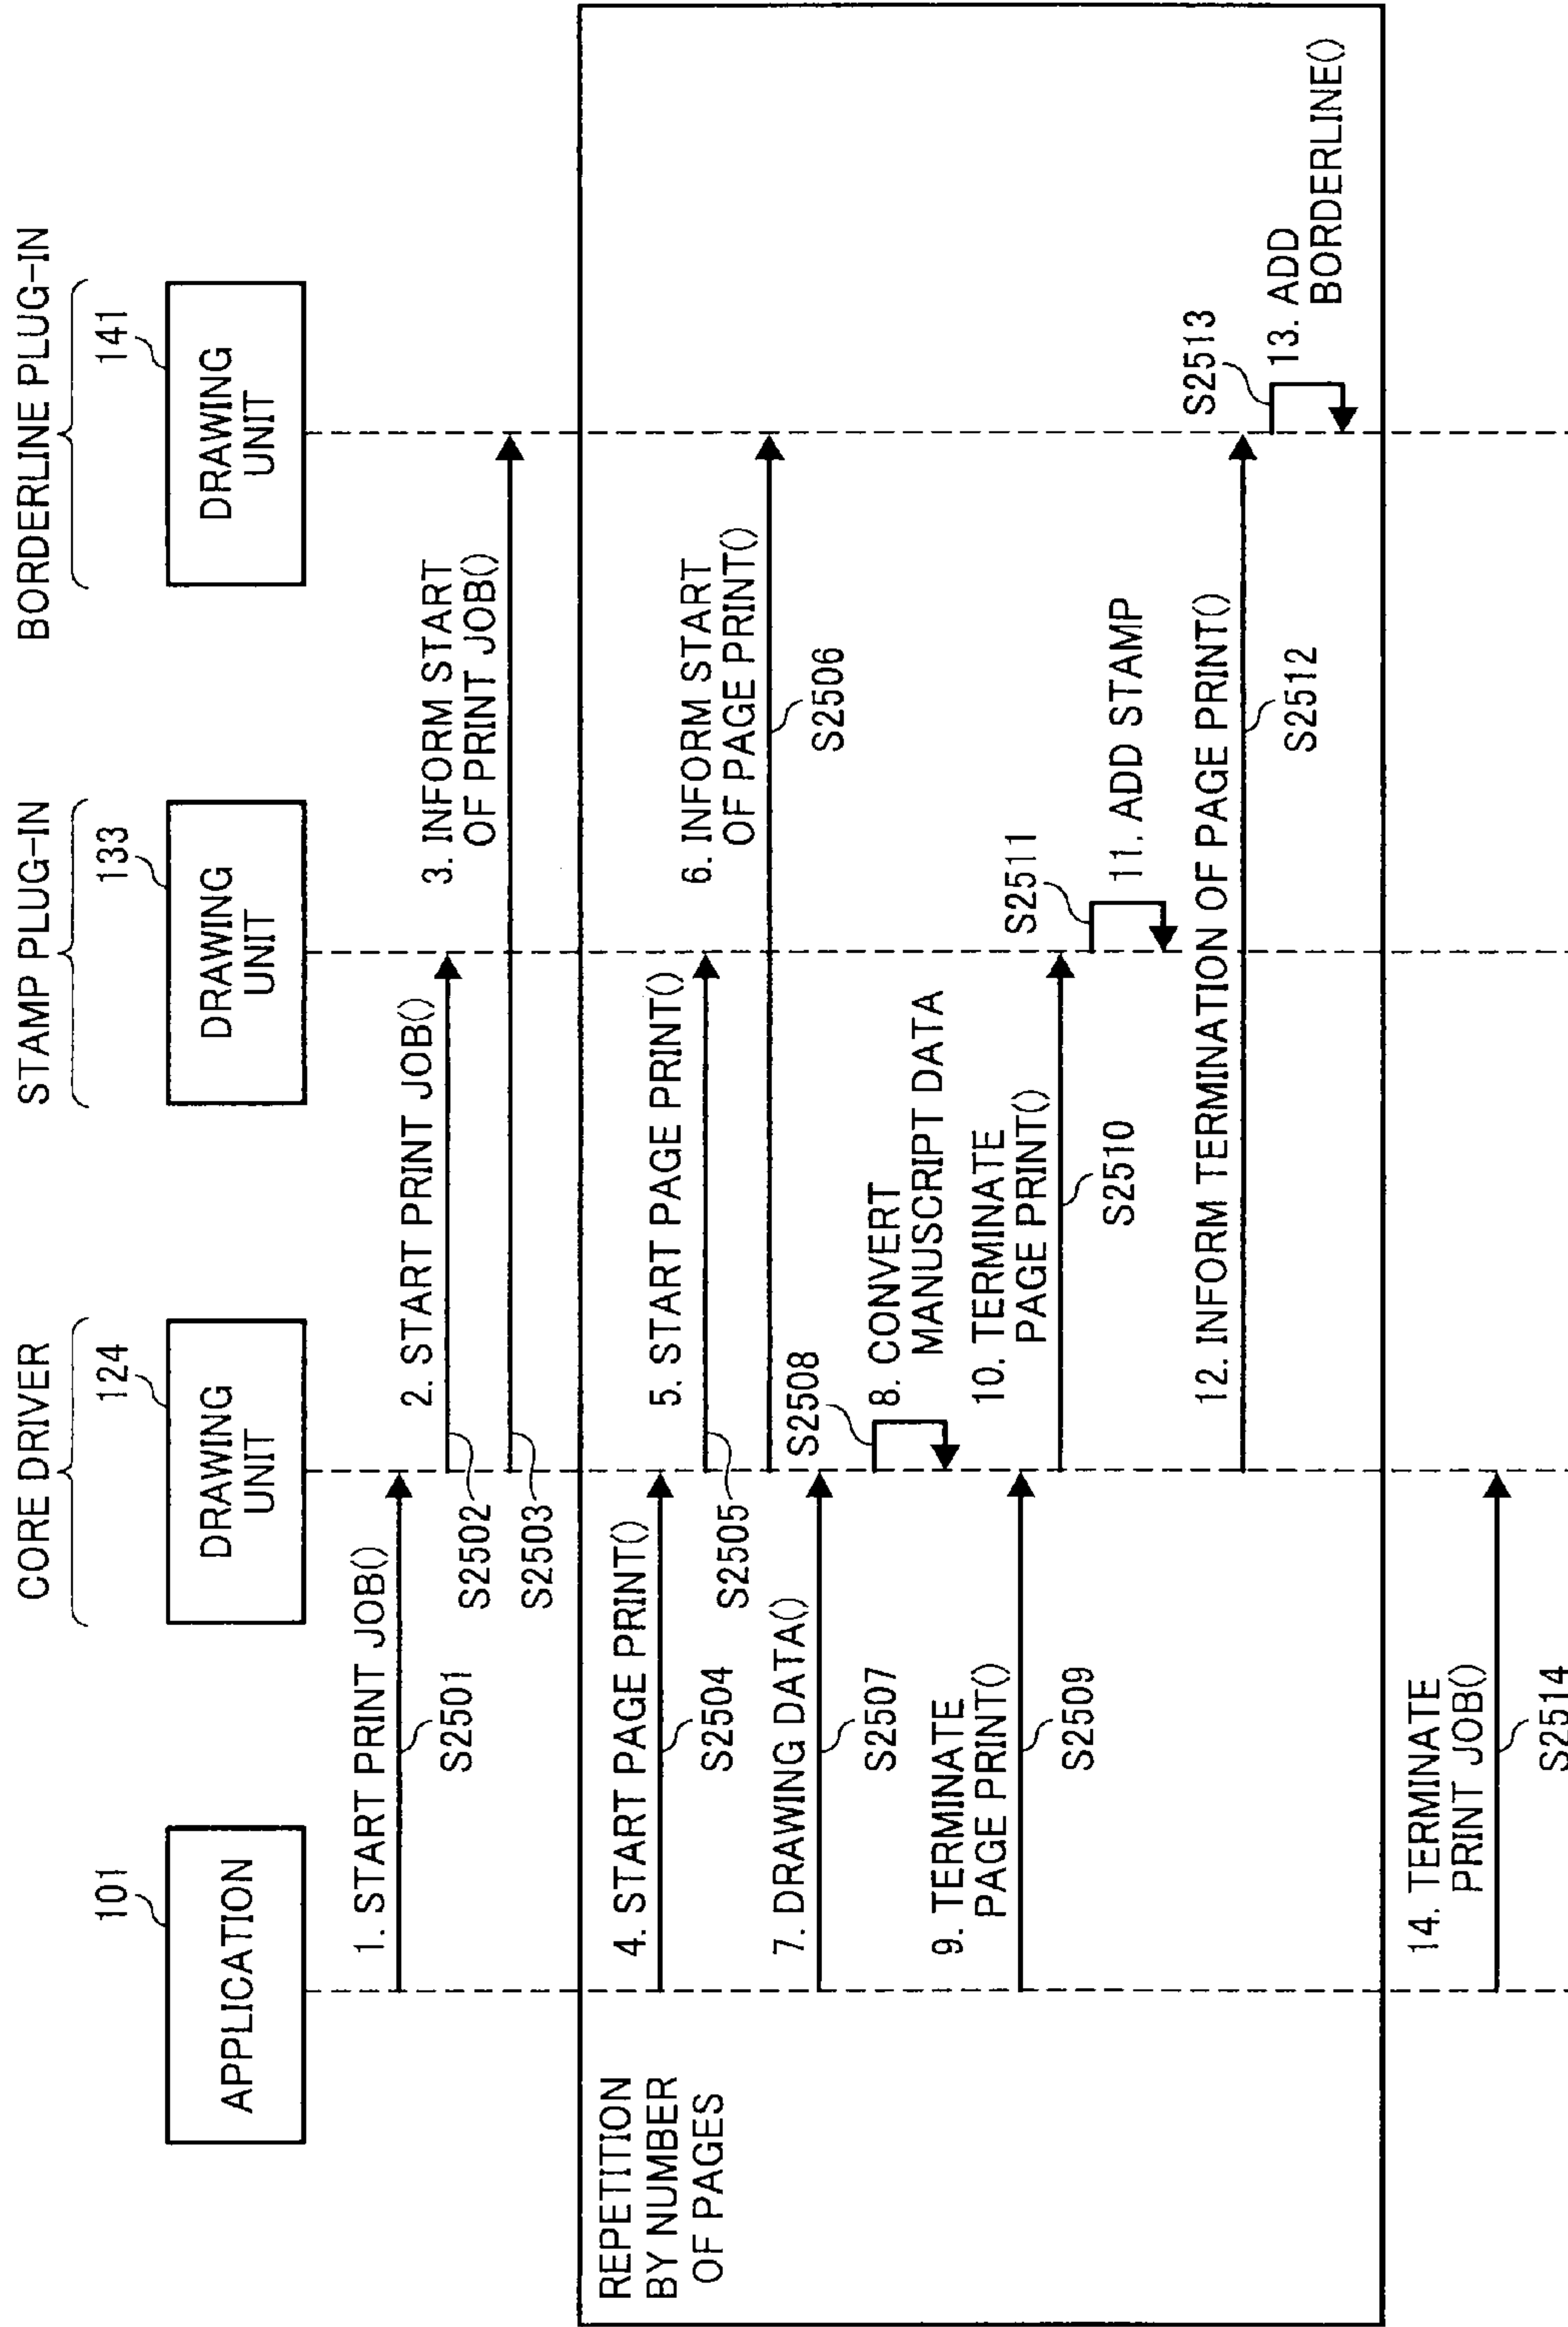 CORE DRIVER
STAMP PLUG-IN
BORDERLINE PLUG-IN
101
124
133
141
APPLICATION
DRAWING
UNIT
DRAWING
UNIT
DRAWING
UNIT
1. START PRINT JOB()
S2501
2. START PRINT JOB()
S2502
3. INFORM START
OF PRINT JOB()
S2503
REPETITION
BY NUMBER
OF PAGES
4. START PAGE PRINT()
S2504
5. START PAGE PRINT()
S2505
6. INFORM START
OF PAGE PRINT()
S2506
7. DRAWING DATA()
S2507
S2508
8. CONVERT
MANUSCRIPT DATA
9. TERMINATE
PAGE PRINT()
S2509
10. TERMINATE
PAGE PRINT()
S2510
S2511
11. ADD STAMP
12. INFORM TERMINATION OF PAGE PRINT()
S2512
S2513
13. ADD
BORDERLINE()
14. TERMINATE
PRINT JOB()
S2514